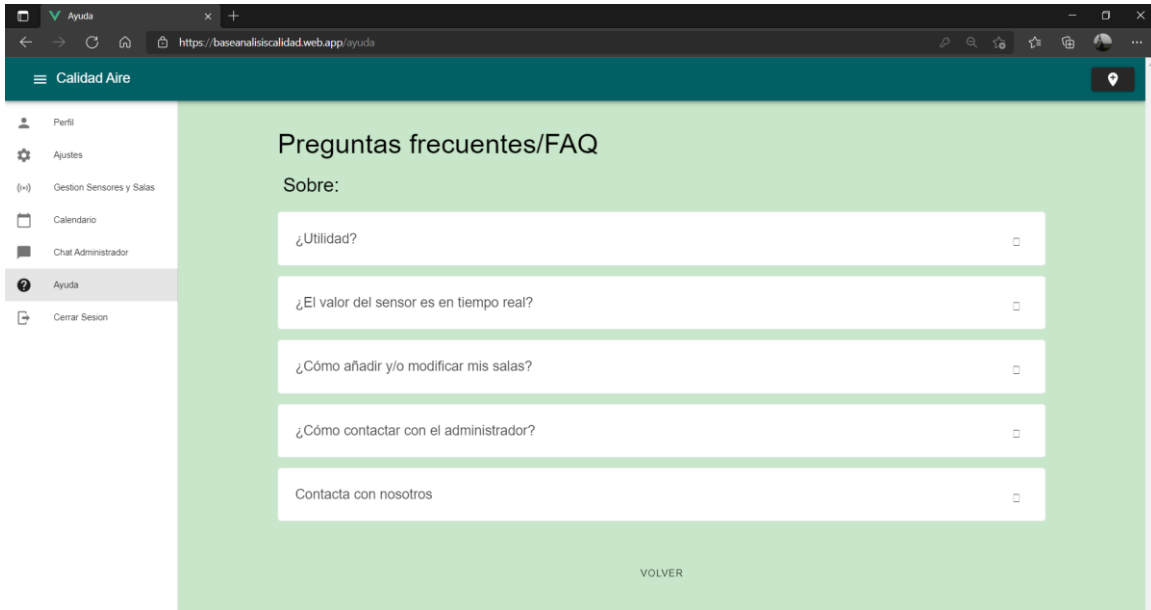 Ayuda
https://baseanalisiscalidad.web.app/ayuda
Calidad Aire
Perfil
Ajustes
Gestion Sensores y Salas
Calendario
Chat Administrador
Ayuda
Cerrar Sesion
Preguntas frecuentes/FAQ
Sobre:
¿Utilidad?
¿El valor del sensor es en tiempo real?
¿Cómo añadir y/o modificar mis salas?
¿Cómo contactar con el administrador?
Contacta con nosotros
VOLVER